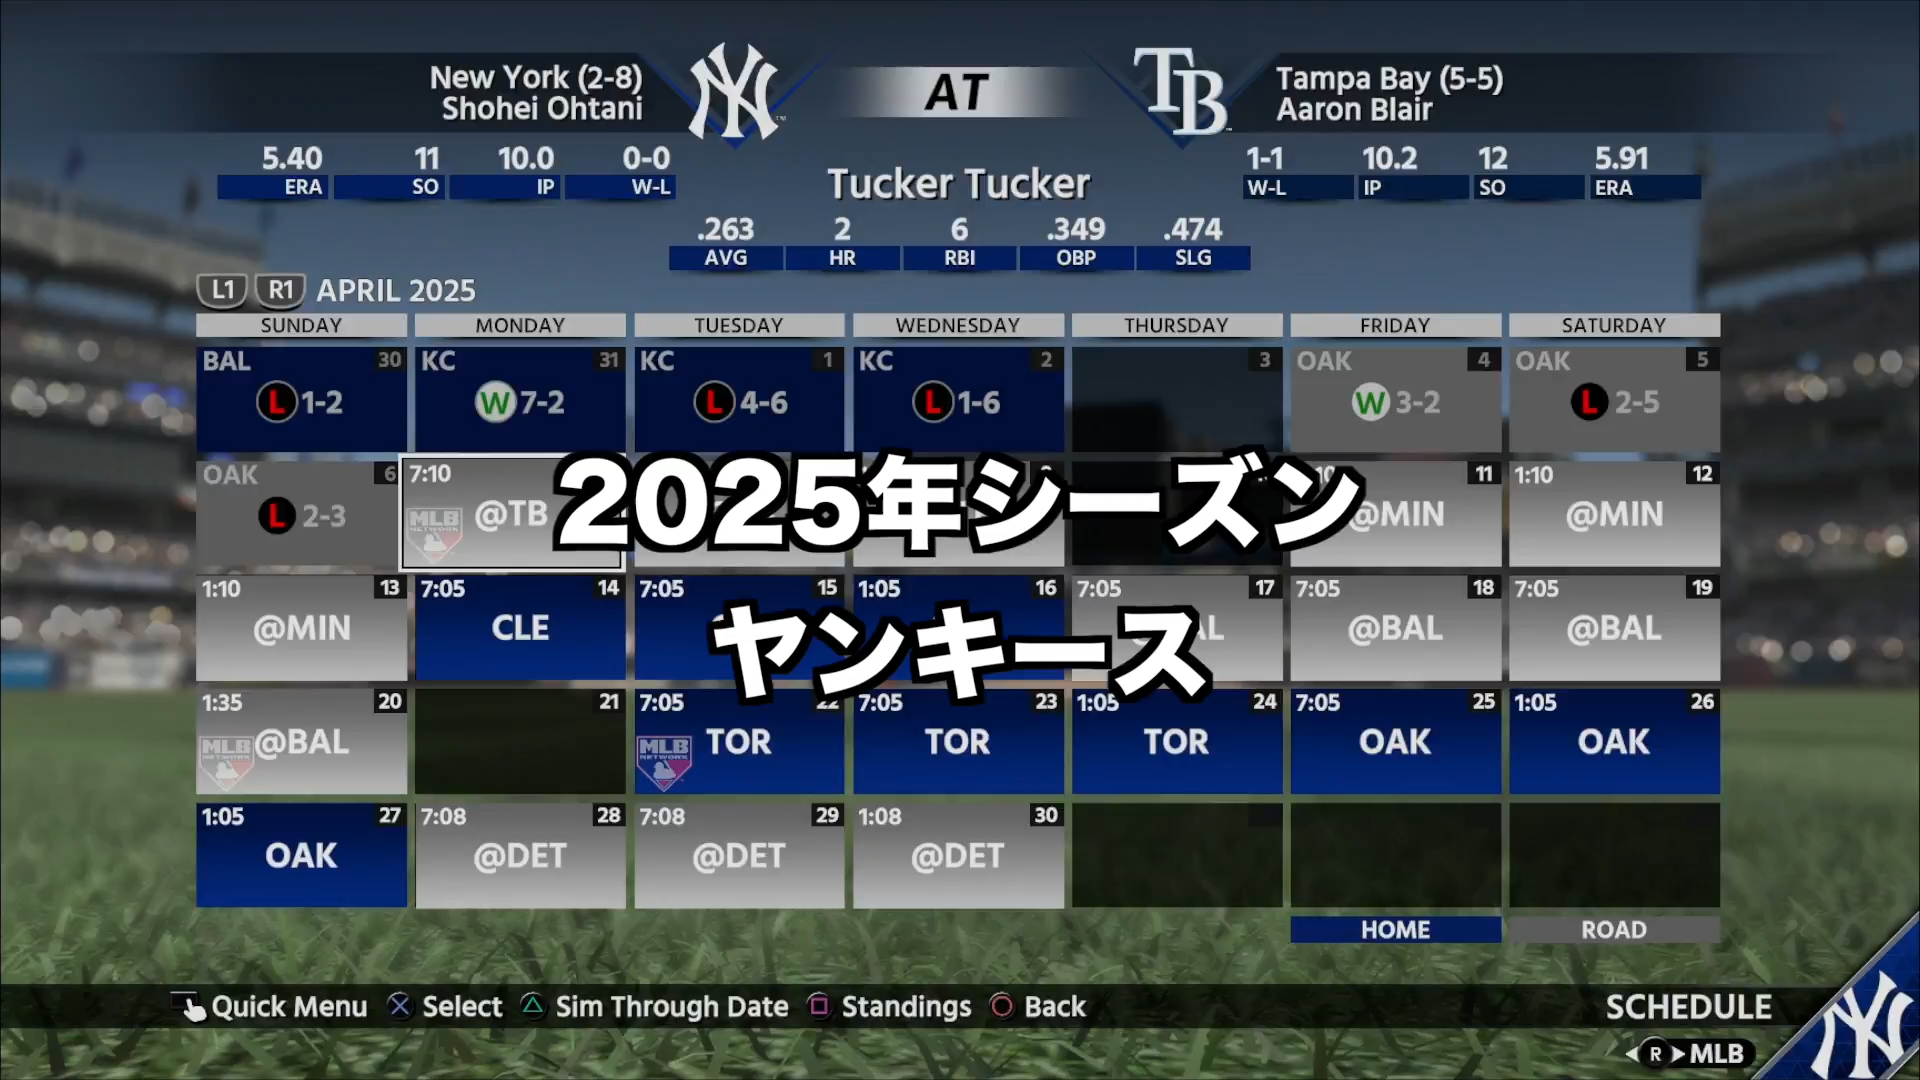 New York (2-8)
Shohei Ohtani
AT
Tampa Bay (5-5)
Aaron Blair
5.40 11 10.0 0-0
ERA SO IP W-L
1-1 10.2 12 5.91
W-L IP SO ERA
Tucker Tucker
.263 2 6 .349 .474
AVG HR RBI OBP SLG
L1 R1 APRIL 2025
SUNDAY MONDAY TUESDAY WEDNESDAY THURSDAY FRIDAY SATURDAY
BAL 30 KC 31 KC 1 KC 2 3 OAK 4 OAK 5
L 1-2 W 7-2 L 4-6 L 1-6 W 3-2 L 2-5
OAK 6 7:10 11 1:10 12
L 2-3 MLB NETWORK @TB @MIN @MIN
2025年シーズン
1:10 13 7:05 14 7:05 15 1:05 16 7:05 17 7:05 18 7:05 19
@MIN CLE @BAL @BAL
ヤンキース
1:35 20 21 7:05 22 7:05 23 1:05 24 7:05 25 1:05 26
MLB NETWORK @BAL MLB NETWORK TOR TOR TOR OAK OAK
1:05 27 7:08 28 7:08 29 1:08 30
OAK @DET @DET @DET
HOME ROAD
Quick Menu Select Sim Through Date Standings Back
SCHEDULE
R MLB